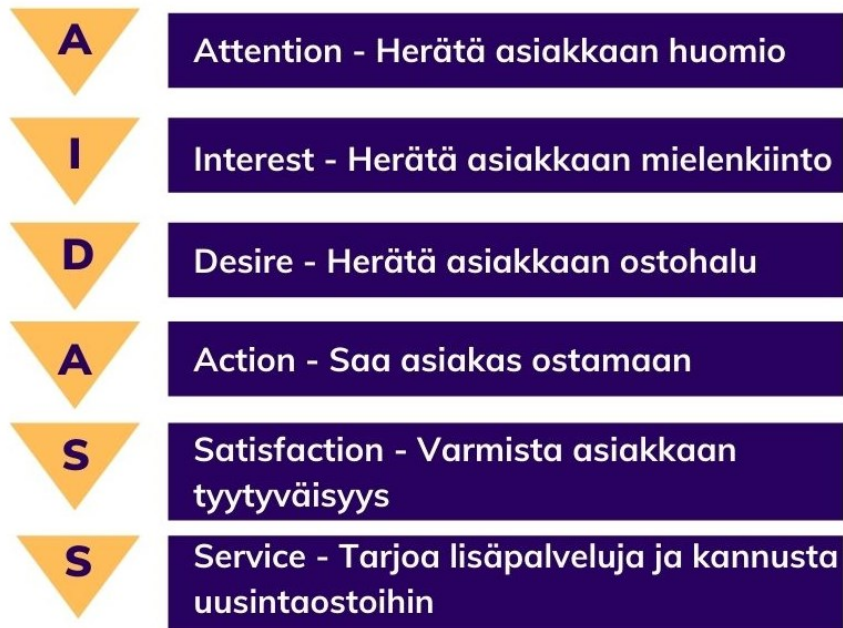 A
Attention - Herätä asiakkaan huomio
I
Interest - Herätä asiakkaan mielenkiinto
D
Desire - Herätä asiakkaan ostohalu
A
Action - Saa asiakas ostamaan
S
Satisfaction - Varmista asiakkaan
tyytyväisyys
S
Service - Tarjoa lisäpalveluja ja kannusta
uusintaostoihin